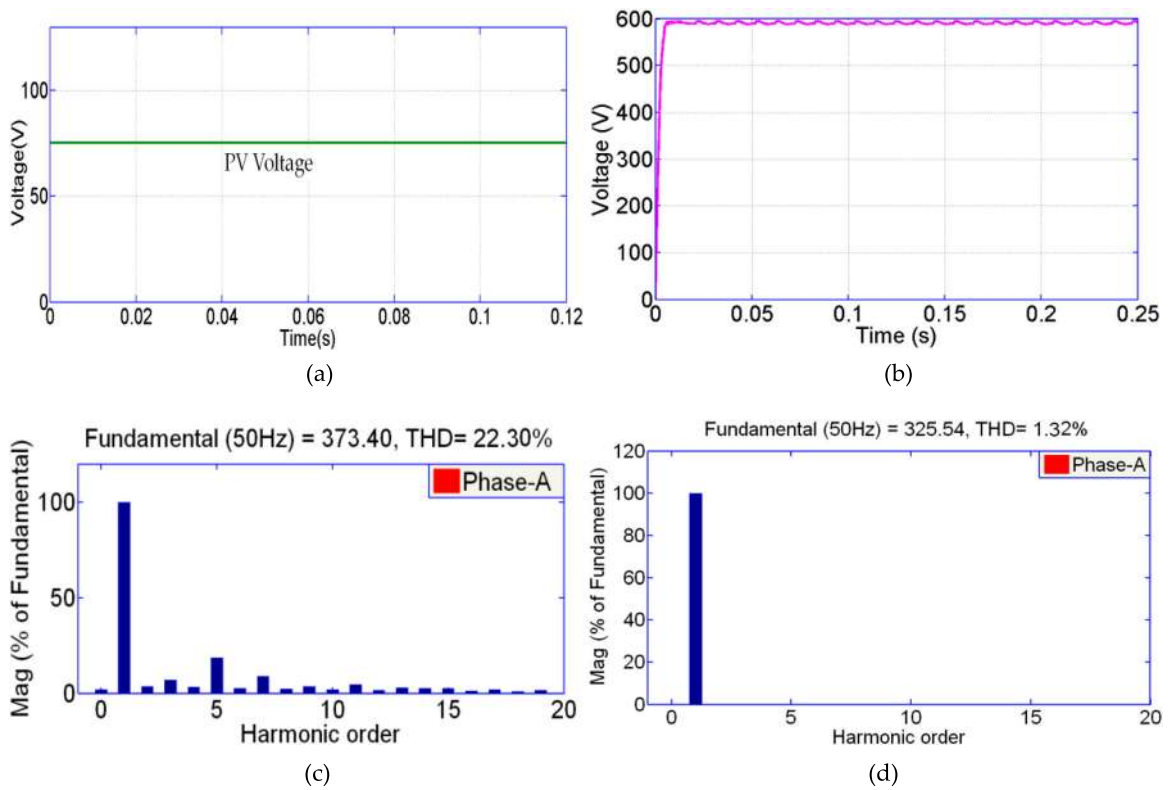 100
50
0
Voltage(V)
PV Voltage
0 0.02 0.04 0.06 0.08 0.1 0.12
Time(s)
(a)
600
500
400
300
200
100
0
Voltage (V)
0 0.05 0.1 0.15 0.2 0.25
Time (s)
(b)
Fundamental (50Hz) = 373.40, THD= 22.30%
Phase-A
100
50
0
Mag (% of Fundamental)
0 5 10 15 20
Harmonic order
(c)
Fundamental (50Hz) = 325.54, THD= 1.32%
Phase-A
120
100
80
60
40
20
0
Mag (% of Fundamental)
0 5 10 15 20
Harmonic order
(d)